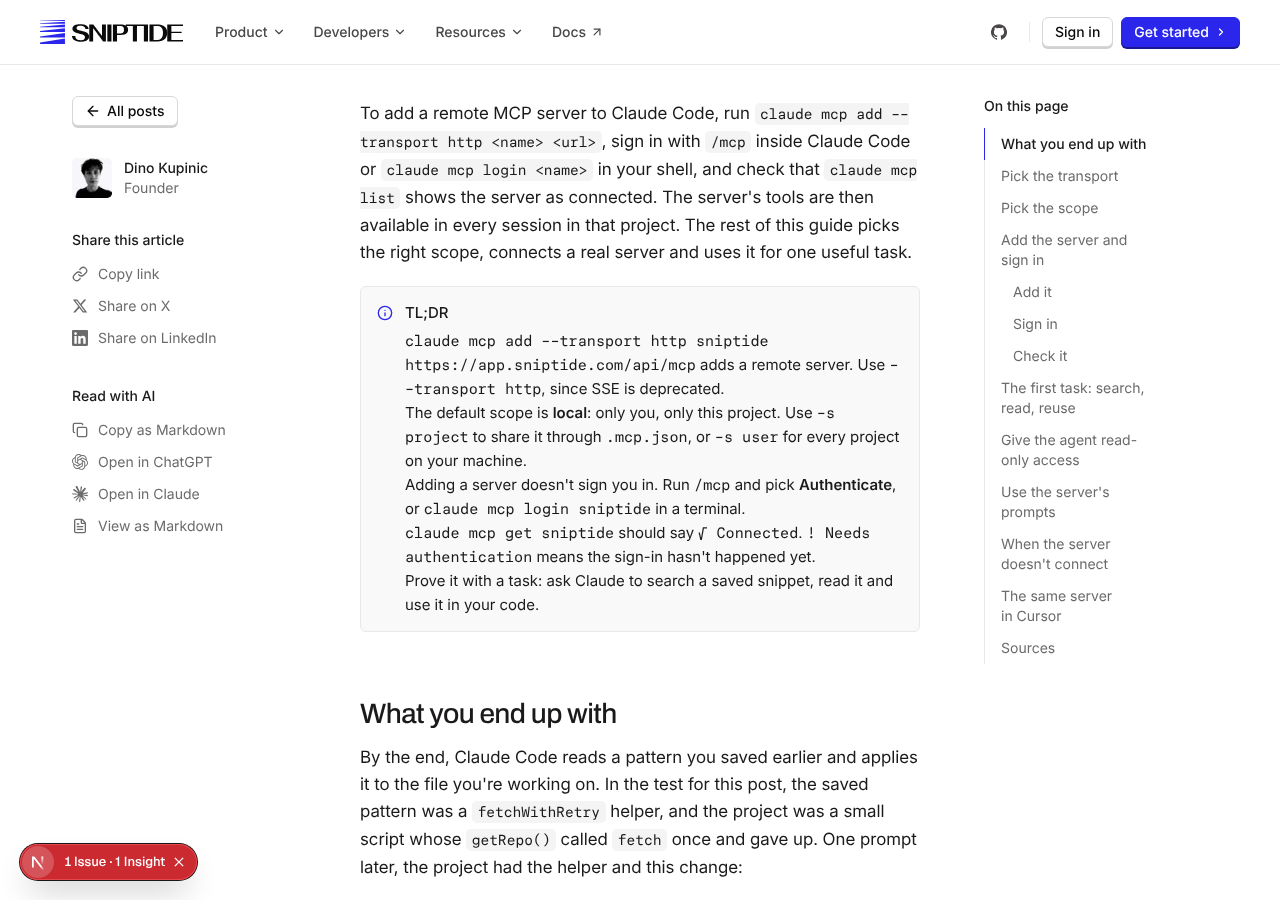 SNIPTIDE
Product
Developers
Resources
Docs
Sign in
Get started
All posts
Dino Kupinic
Founder
Share this article
Copy link
Share on X
Share on LinkedIn
Read with AI
Copy as Markdown
Open in ChatGPT
Open in Claude
View as Markdown
To add a remote MCP server to Claude Code, run claude mcp add --
transport http <name> <url>, sign in with /mcp inside Claude Code
or claude mcp login <name> in your shell, and check that claude mcp
list shows the server as connected. The server's tools are then
available in every session in that project. The rest of this guide picks
the right scope, connects a real server and uses it for one useful task.
TL;DR
claude mcp add --transport http sniptide
https://app.sniptide.com/api/mcp adds a remote server. Use -
-transport http, since SSE is deprecated.
The default scope is local: only you, only this project. Use -s
project to share it through .mcp.json, or -s user for every project
on your machine.
Adding a server doesn't sign you in. Run /mcp and pick Authenticate,
or claude mcp login sniptide in a terminal.
claude mcp get sniptide should say √ Connected. ! Needs
authentication means the sign-in hasn't happened yet.
Prove it with a task: ask Claude to search a saved snippet, read it and
use it in your code.
What you end up with
By the end, Claude Code reads a pattern you saved earlier and applies
it to the file you're working on. In the test for this post, the saved
pattern was a fetchWithRetry helper, and the project was a small
script whose getRepo() called fetch once and gave up. One prompt
later, the project had the helper and this change:
On this page
What you end up with
Pick the transport
Pick the scope
Add the server and
sign in
Add it
Sign in
Check it
The first task: search,
read, reuse
Give the agent read-
only access
Use the server's
prompts
When the server
doesn't connect
The same server
in Cursor
Sources
N
1 Issue · 1 Insight